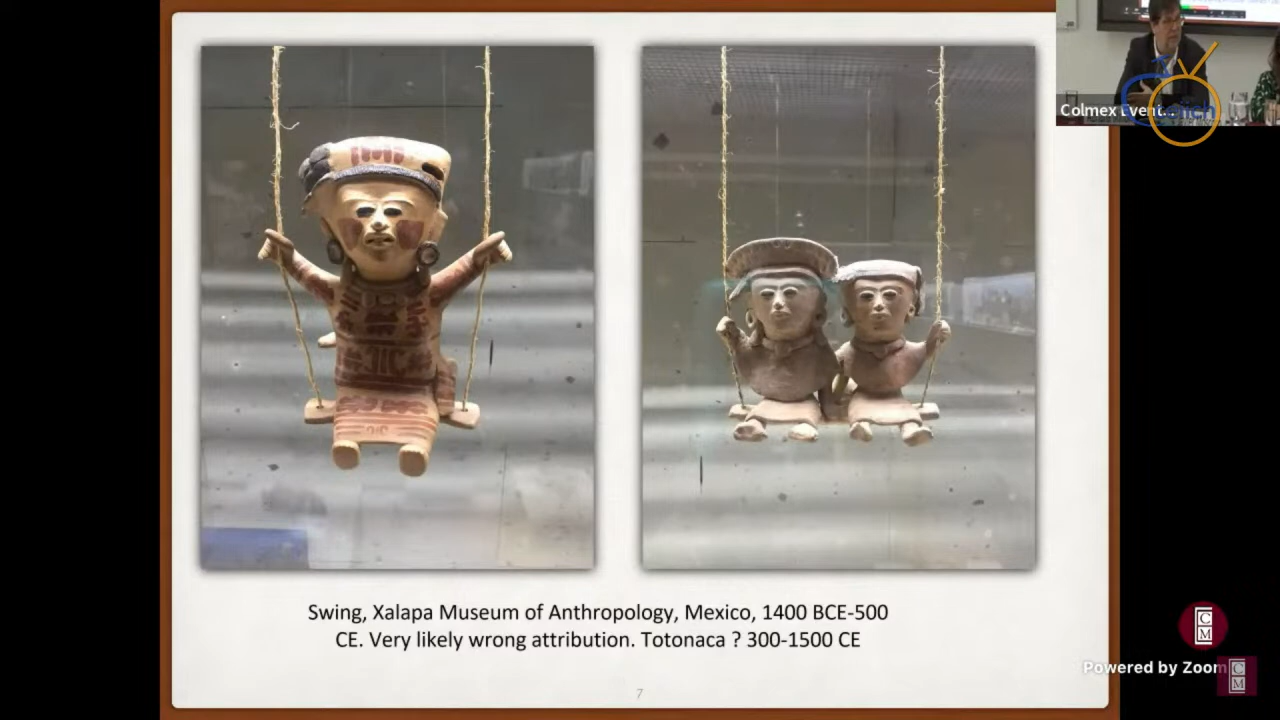 Colmex Event...
Swing, Xalapa Museum of Anthropology, Mexico, 1400 BCE-500
CE. Very likely wrong attribution. Totonaca ? 300-1500 CE
7
Powered by Zoom
C
M
C
M